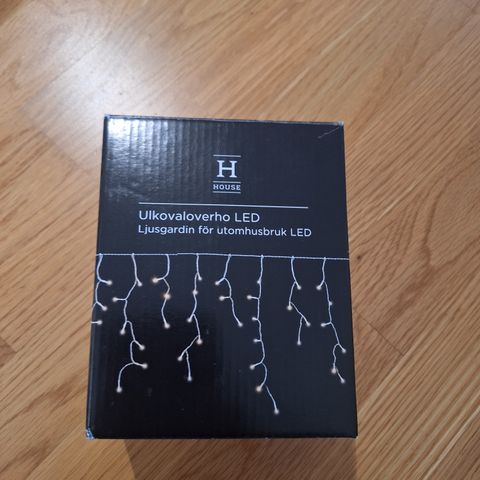 H
HOUSE
Ulkovaloverho LED
Ljusgardin för utomhusbruk LED